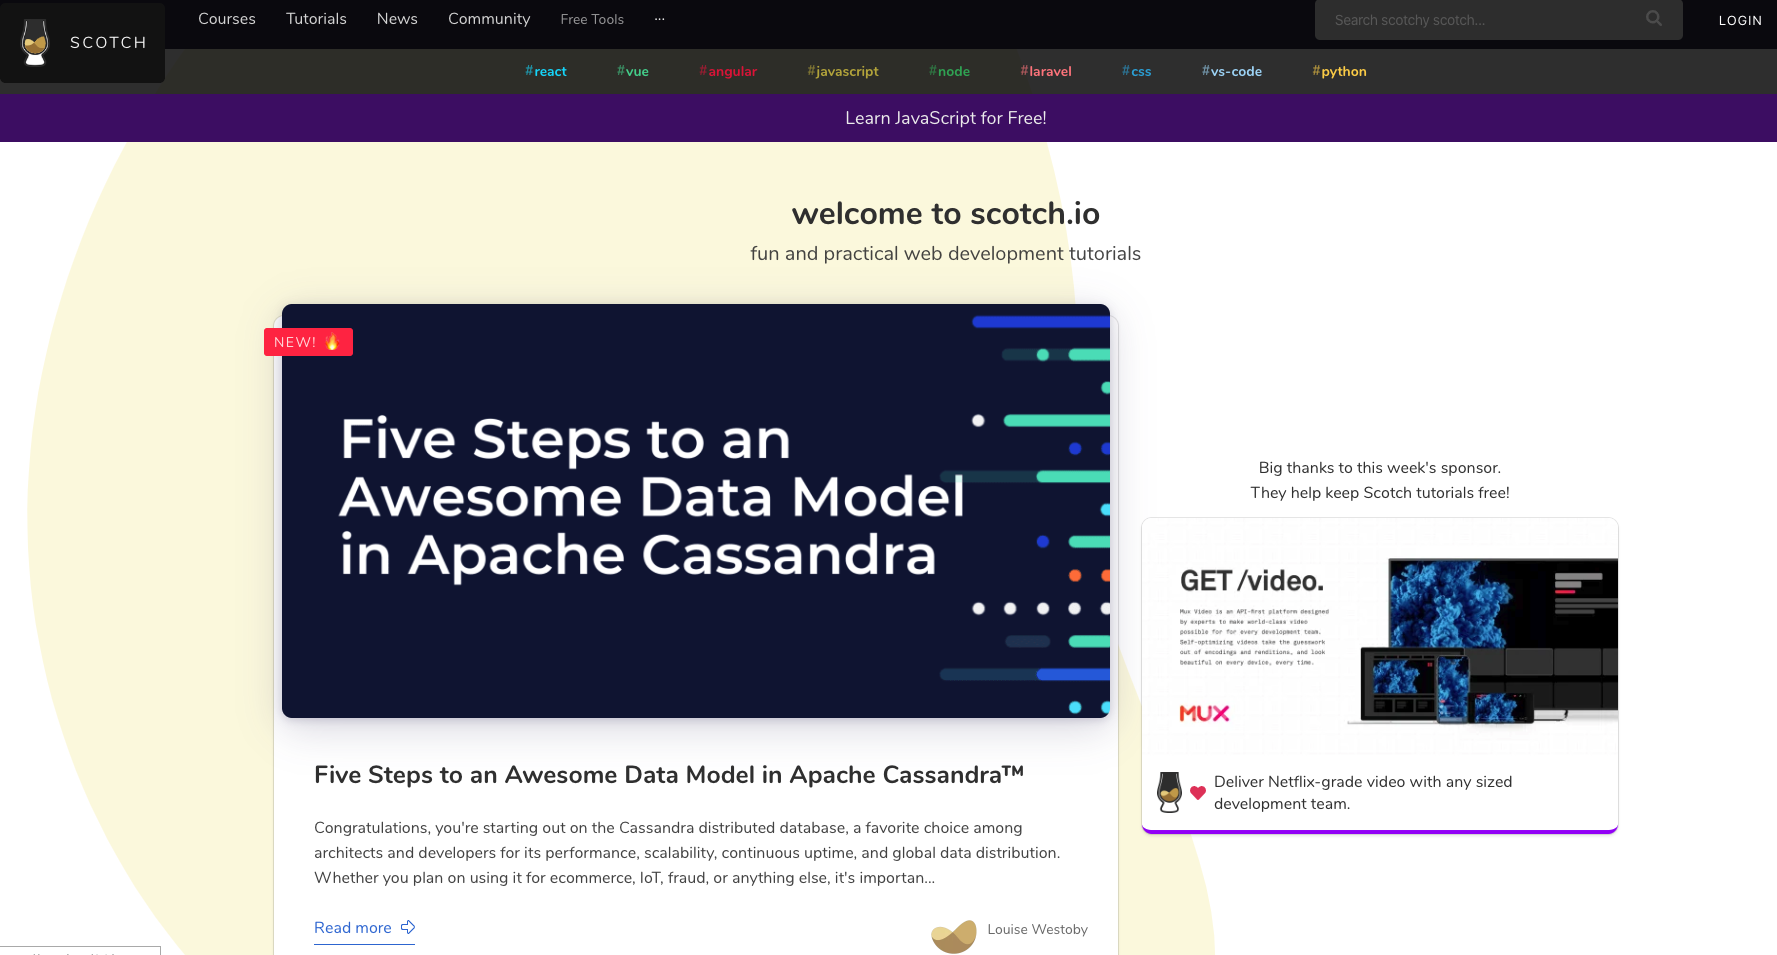 SCOTCH
Courses Tutorials News Community Free Tools ...
Search scotchy scotch...
LOGIN
#react #vue #angular #javascript #node #laravel #css #vs-code #python
Learn JavaScript for Free!
welcome to scotch.io
fun and practical web development tutorials
NEW! 🔥
Five Steps to an
Awesome Data Model
in Apache Cassandra
Five Steps to an Awesome Data Model in Apache Cassandra™
Congratulations, you're starting out on the Cassandra distributed database, a favorite choice among
architects and developers for its performance, scalability, continuous uptime, and global data distribution.
Whether you plan on using it for ecommerce, IoT, fraud, or anything else, it's importan...
Read more
Louise Westoby
Big thanks to this week's sponsor.
They help keep Scotch tutorials free!
GET /video.
Mux Video is an API-first platform designed
by experts to make world-class video
possible for for every development team.
Self-optimizing videos take the guesswork
out of encodings and renditions, and look
beautiful on every device, every time.
MUX
Deliver Netflix-grade video with any sized
development team.